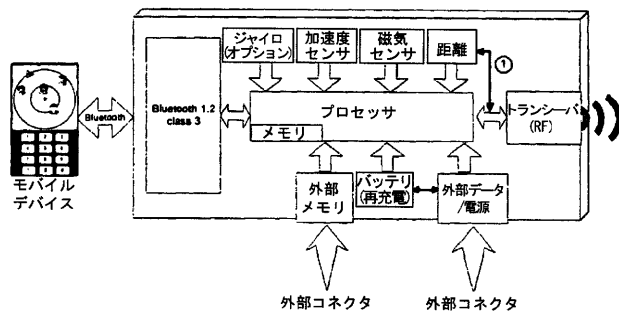 ジャイロ
(オプション)
加速度
センサ
磁気
センサ
距離
①
Bluetooth
Bluetooth 1.2
class 3
プロセッサ
メモリ
トランシーバ
(RF)
モバイル
デバイス
外部
メモリ
バッテリ
(再充電)
外部データ
/電源
外部コネクタ
外部コネクタ